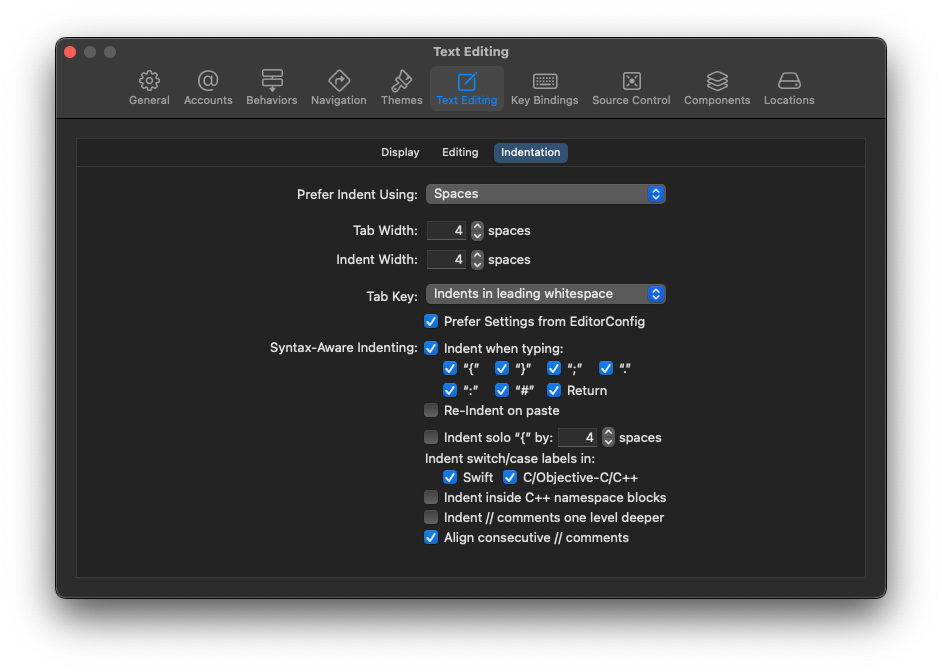 Text Editing
General Accounts Behaviors Navigation Themes Text Editing Key Bindings Source Control Components Locations
Display Editing Indentation
Prefer Indent Using: Spaces
Tab Width: 4 spaces
Indent Width: 4 spaces
Tab Key: Indents in leading whitespace
Prefer Settings from EditorConfig
Syntax-Aware Indenting: Indent when typing:
“{” “}” “;” “.”
“:” “#” Return
Re-Indent on paste
Indent solo “{” by: 4 spaces
Indent switch/case labels in:
Swift C/Objective-C/C++
Indent inside C++ namespace blocks
Indent // comments one level deeper
Align consecutive // comments